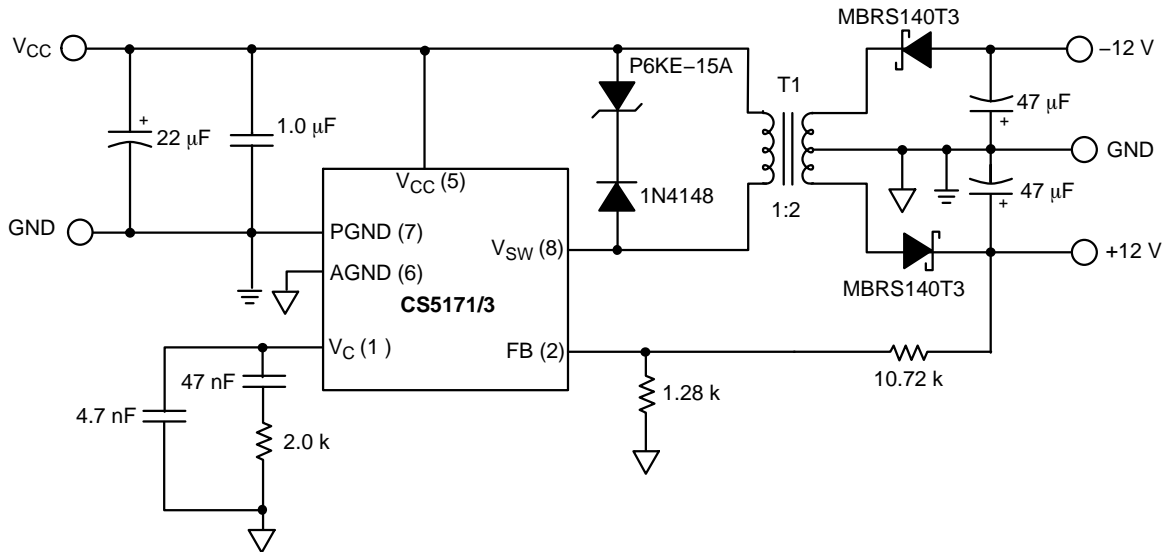 MBRS140T3
V_CC
–12 V
P6KE–15A
T1
+
22 μF
1.0 μF
47 μF
+
GND
V_CC (5)
1N4148
1:2
47 μF
+
GND
PGND (7)
V_SW (8)
+12 V
AGND (6)
MBRS140T3
CS5171/3
V_C (1 )
FB (2)
47 nF
10.72 k
4.7 nF
1.28 k
2.0 k